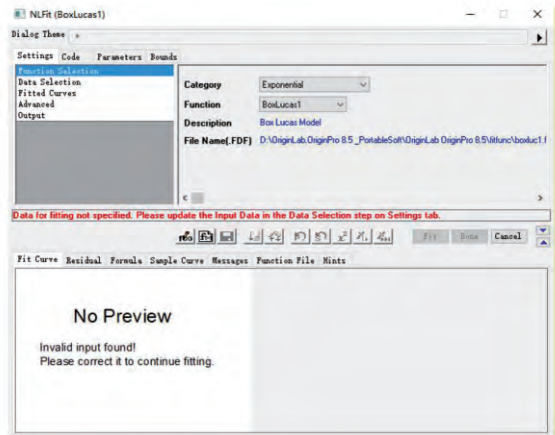 NLFit (BoxLucas1)
Dialog Theme *
Settings Code Parameters Bounds
Function Selection
Data Selection
Fitted Curves
Advanced
Output
Category Exponential
Function BoxLucas1
Description Box Lucas Model
File Name(.FDF) D:\OriginLab.OriginPro 8.5 _PortableSoft\OriginLab OriginPro 8.5\fitfunc\boxluc1.f
Data for fitting not specified. Please update the Input Data in the Data Selection step on Settings tab.
Fit Done Cancel
Fit Curve Residual Formula Sample Curve Messages Function File Hints
No Preview
Invalid input found!
Please correct it to continue fitting.